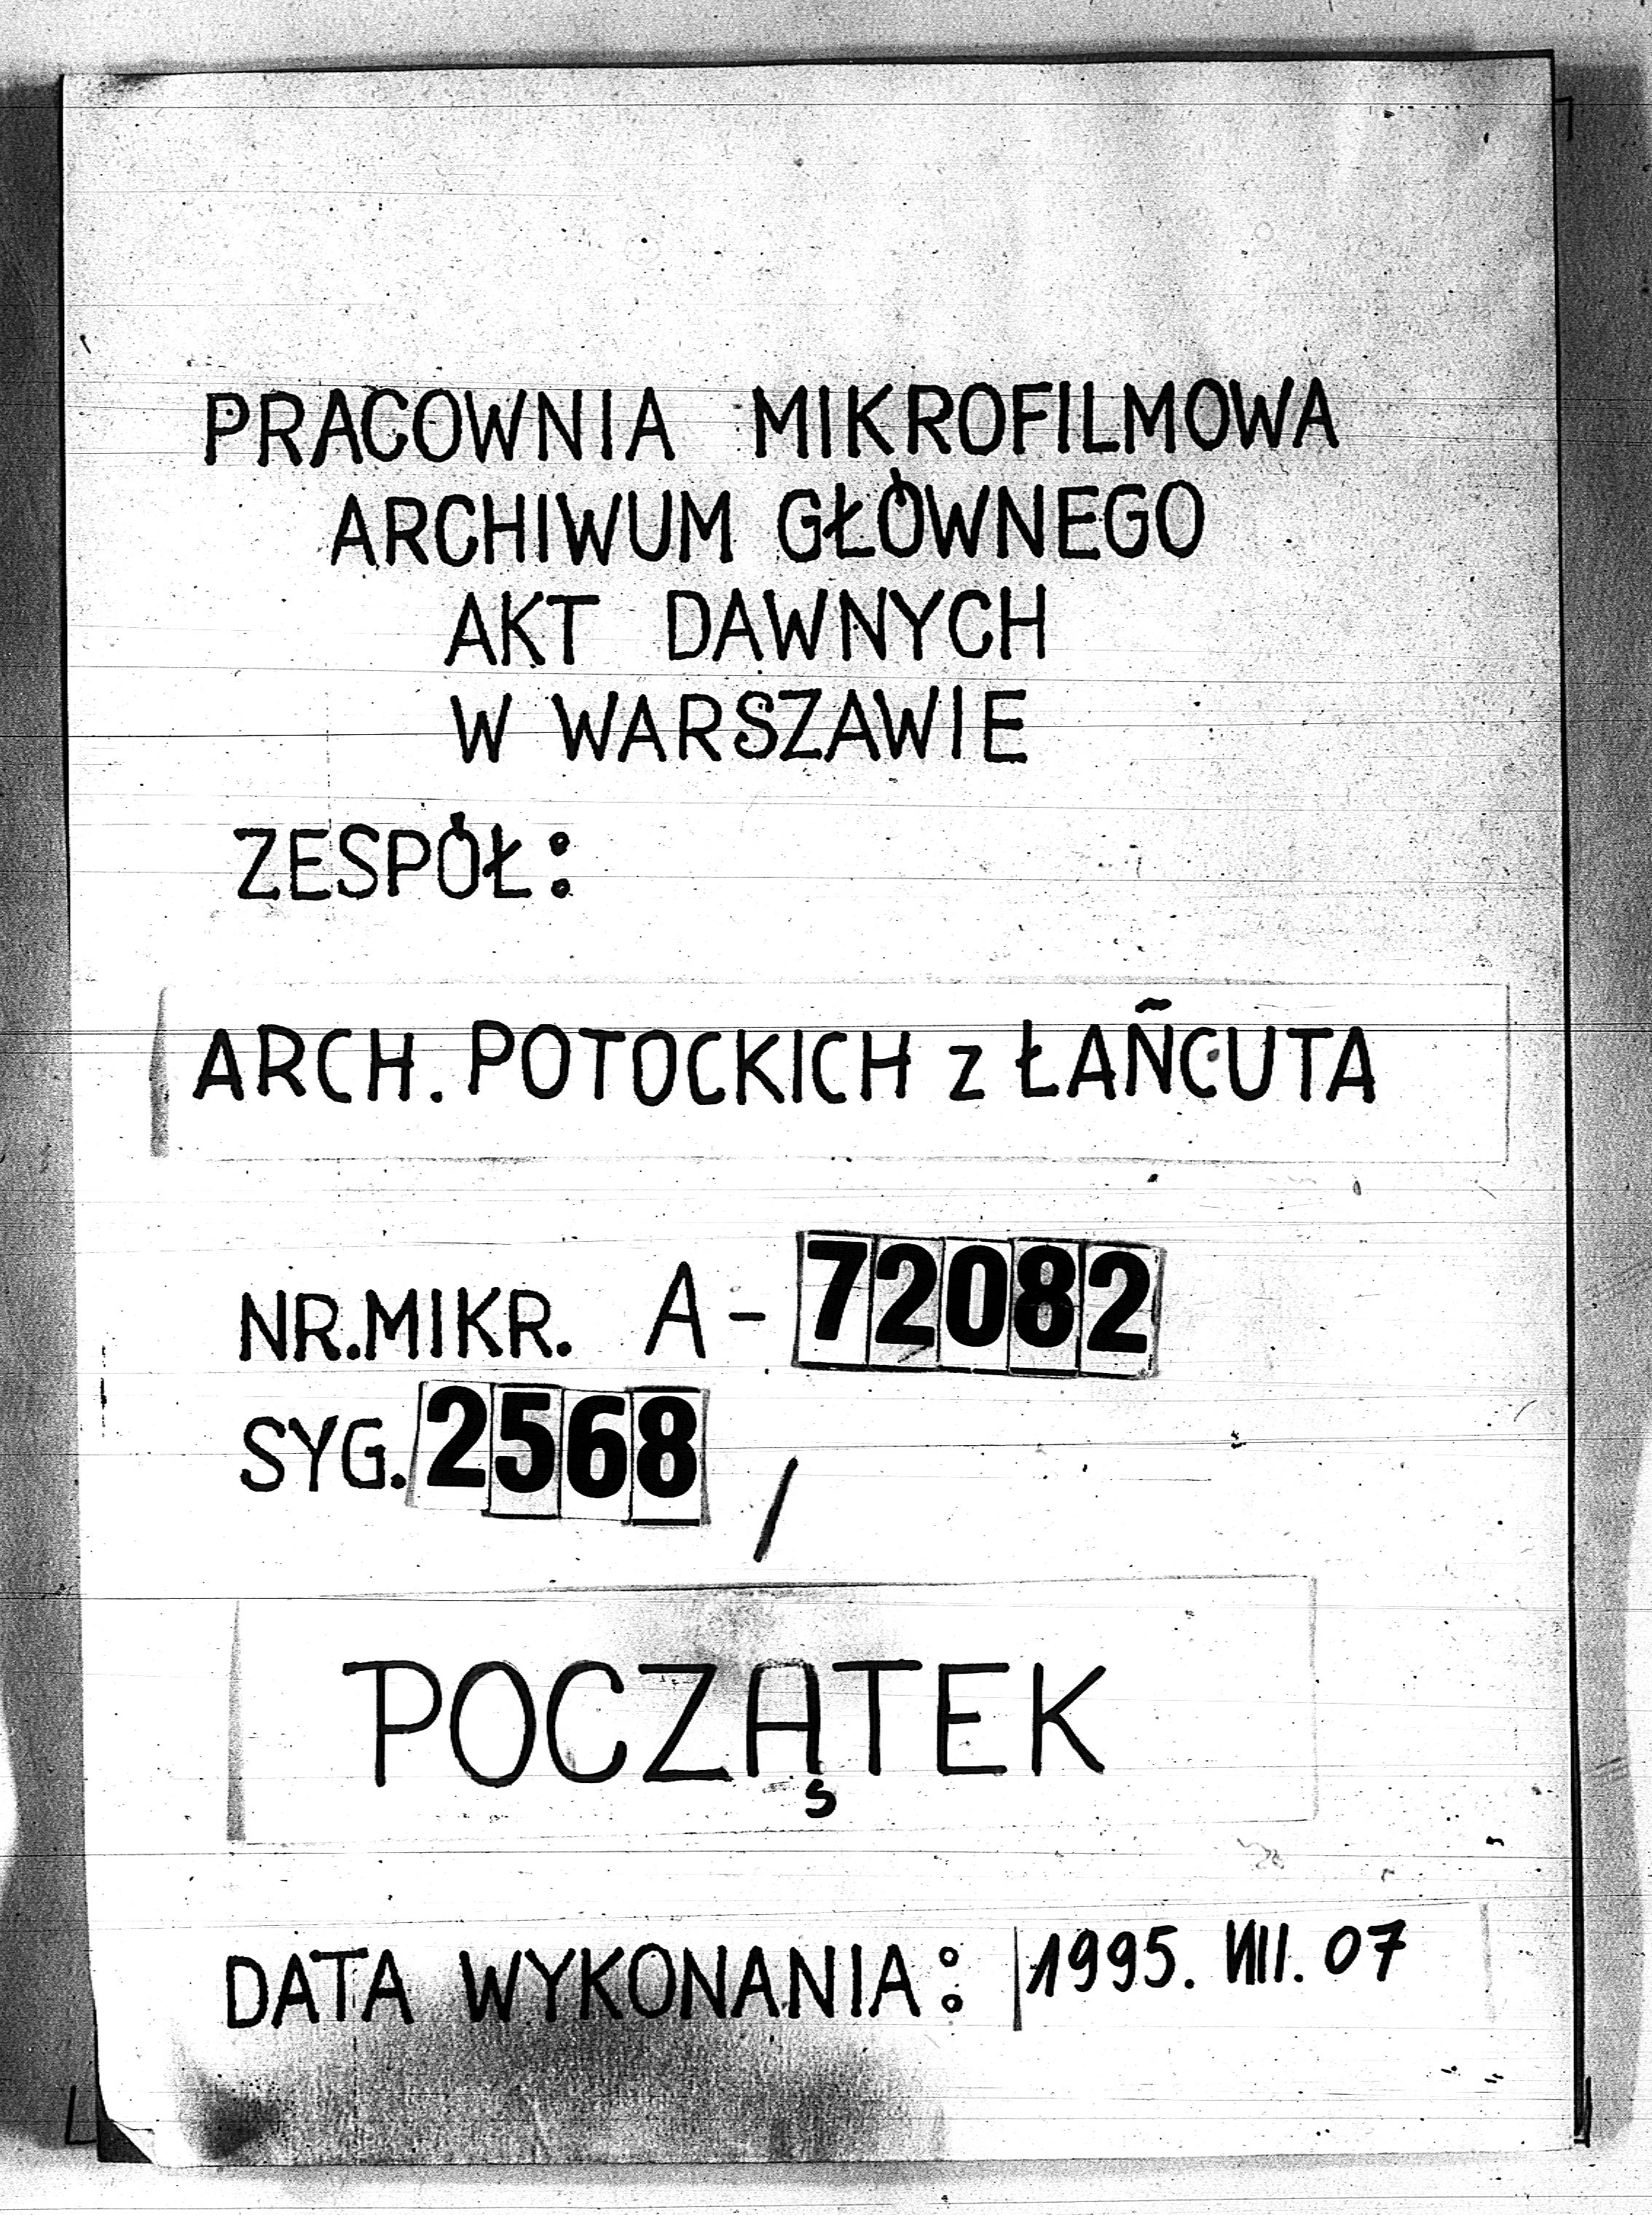 PRACOWNIA MIKROFILMOWA
ARCHIWUM GŁÓWNEGO
AKT DAWNYCH
W WARSZAWIE
ZESPÓŁ:
ARCH. POTOCKICH z ŁAŃCUTA
NR.MIKR. A-72082
SYG. 2568 /
POCZĄTEK
DATA WYKONANIA: 1995. VIII. 07